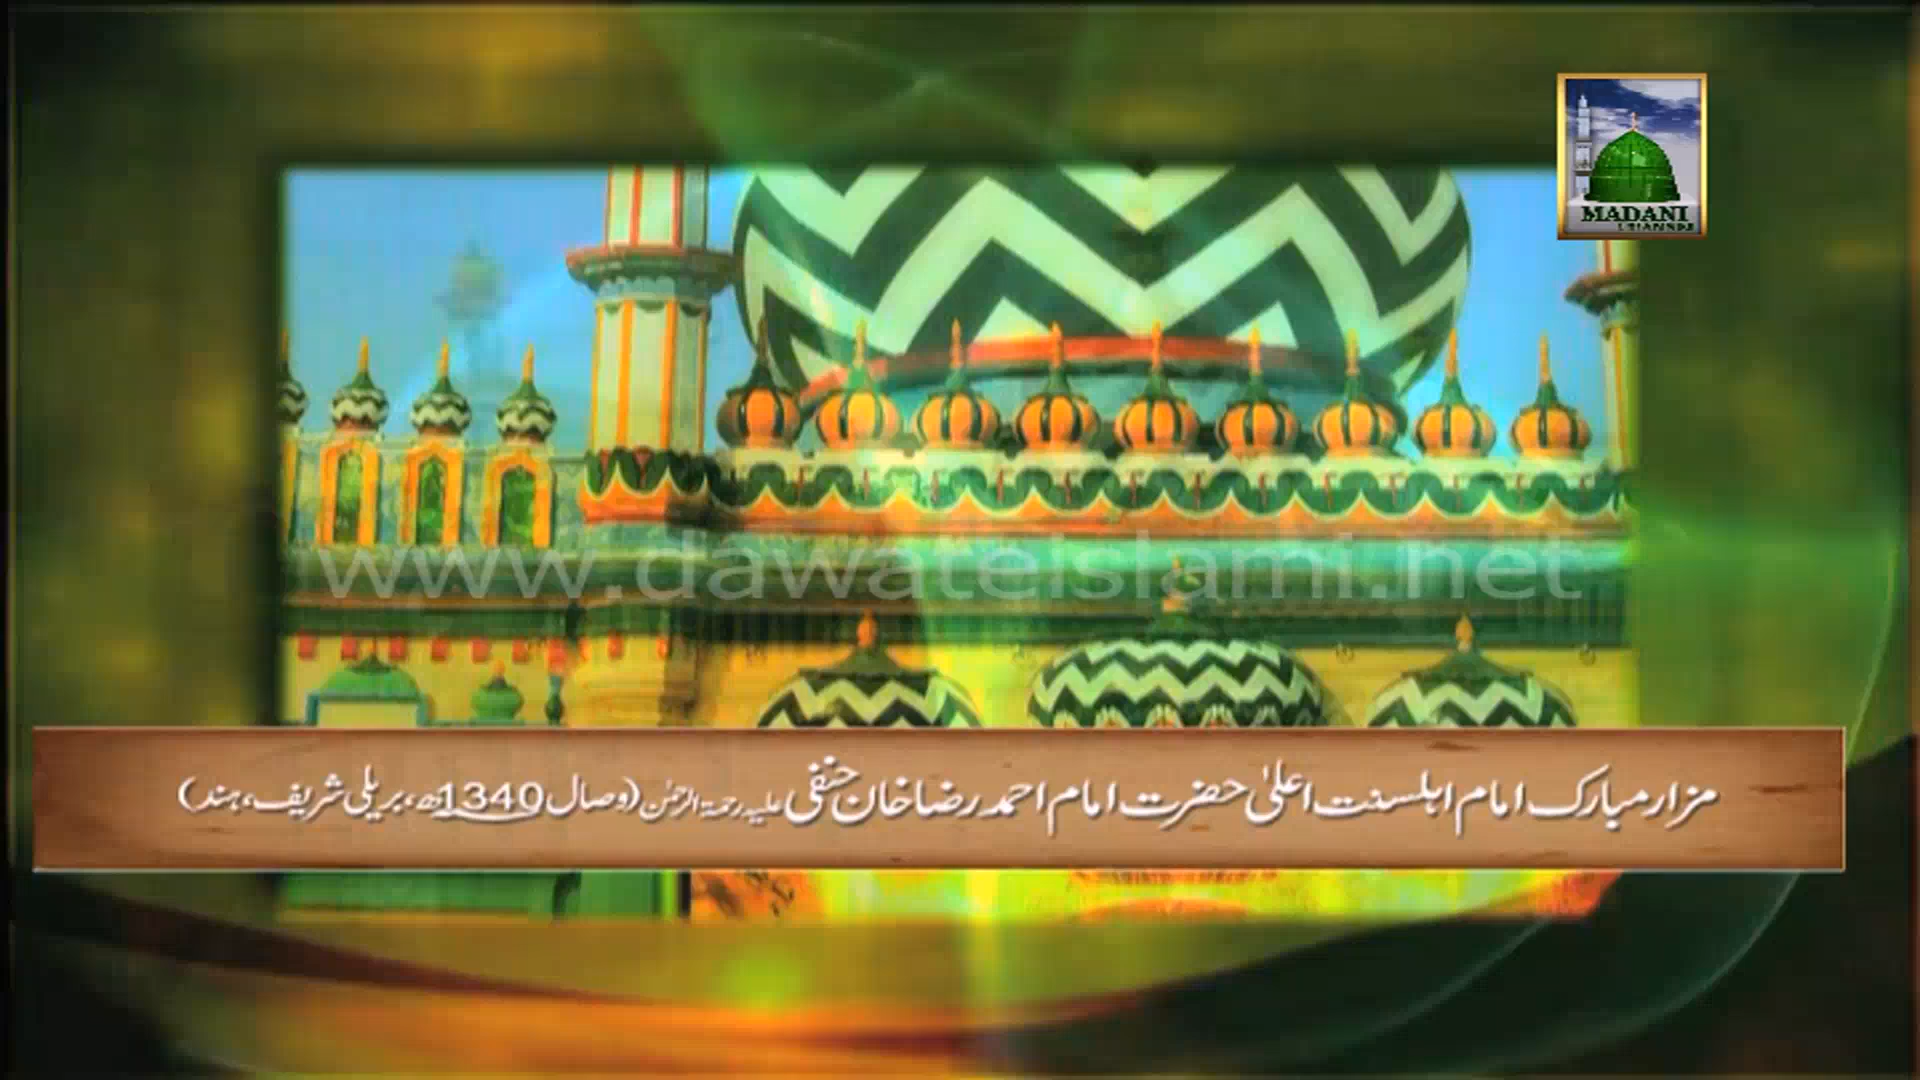 MADANI
CHANNEL
www.dawateislami.net
مزار مبارک امام اہلسنت اعلیٰ حضرت امام احمد رضا خان حنفی علیہ رحمۃ الرحمٰن (وصال 1340ھ، بریلی شریف، ہند)